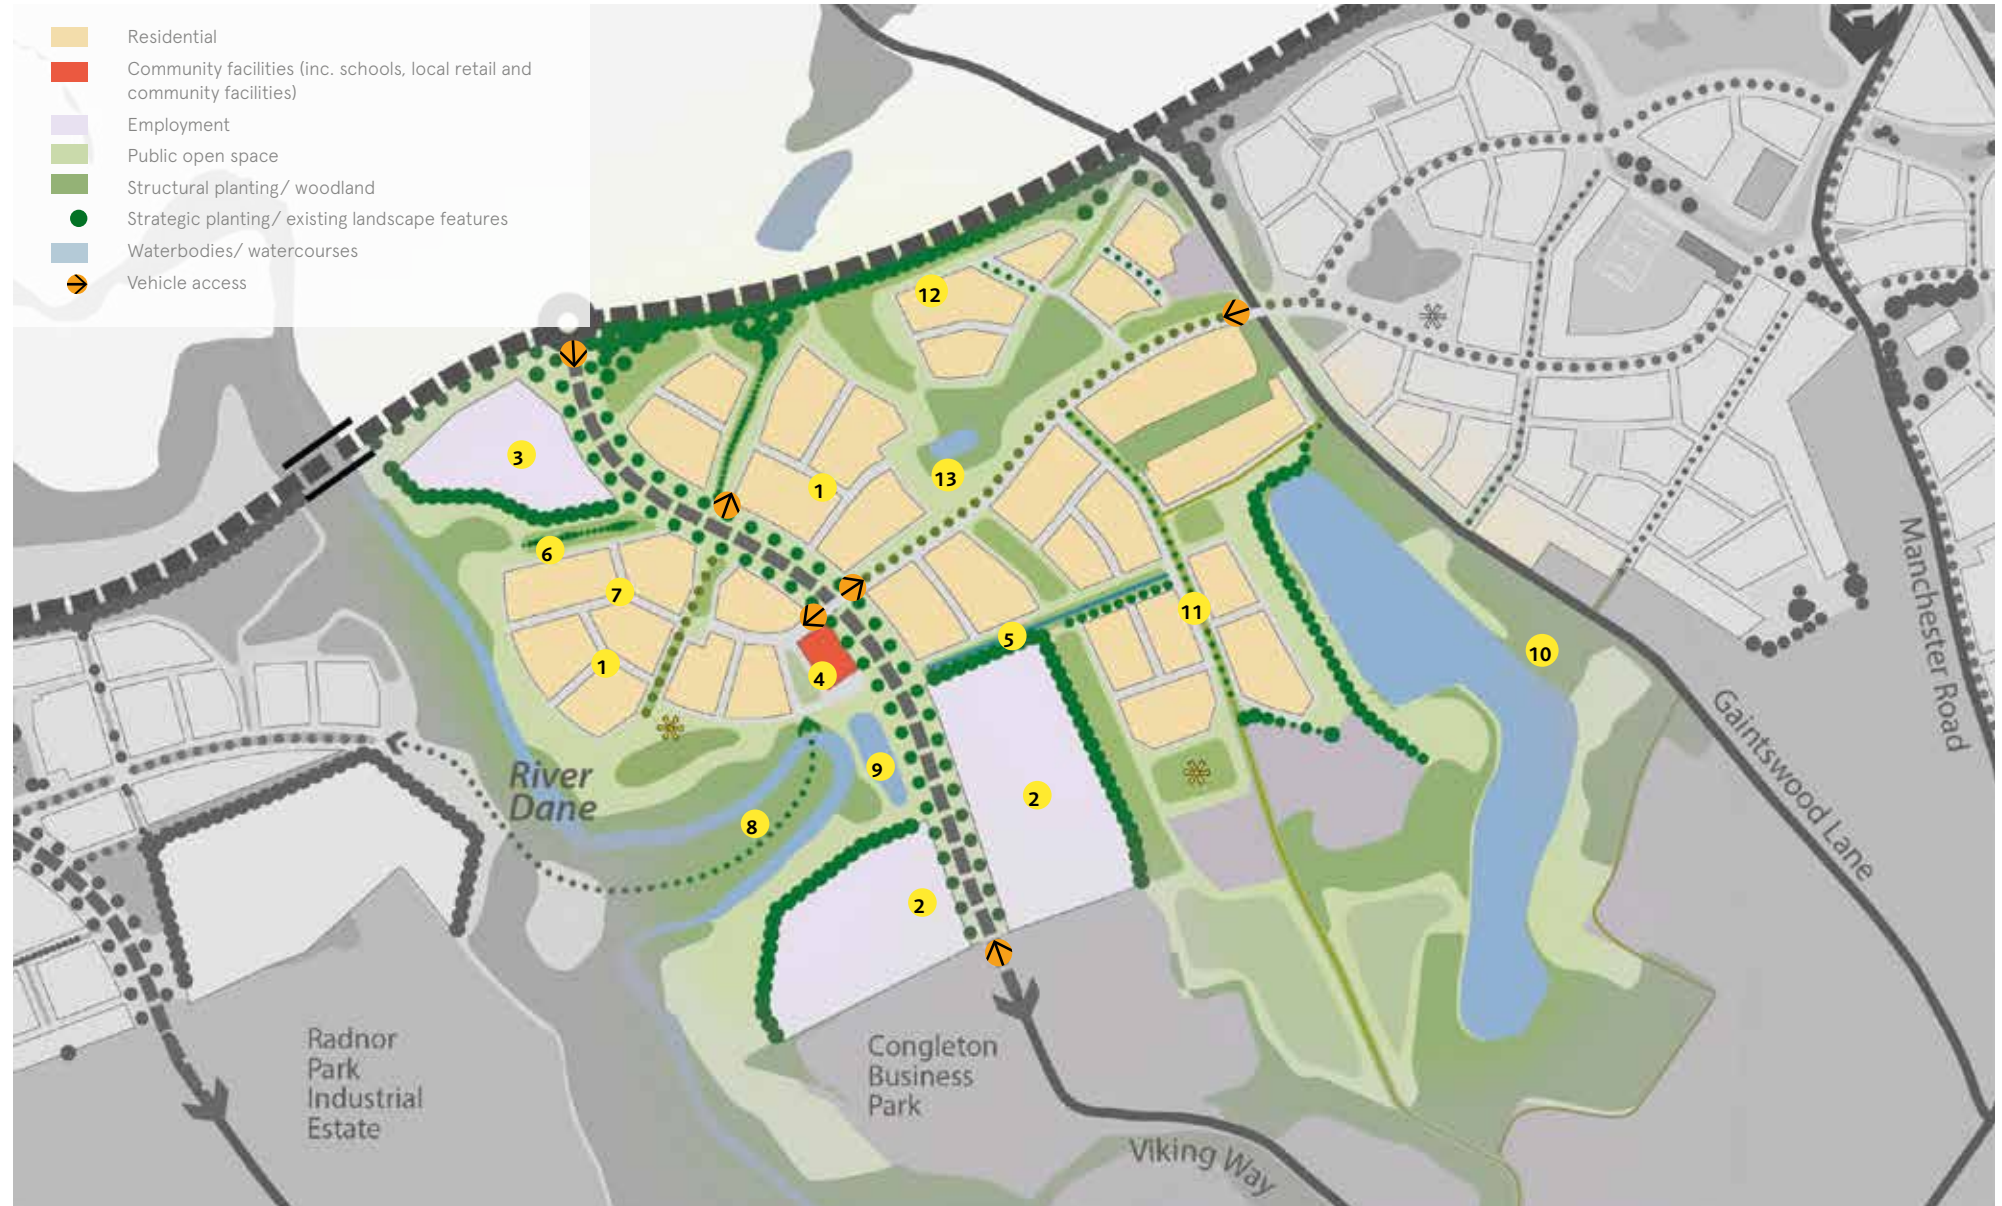 Residential
Community facilities (inc. schools, local retail and
community facilities)
Employment
Public open space
Structural planting/ woodland
Strategic planting/ existing landscape features
Waterbodies/ watercourses
Vehicle access
12
3
1
13
6
7
11
5
1
4
10
9
2
8
2
River
Dane
Manchester Road
Gaintswood Lane
Radnor
Park
Industrial
Estate
Congleton
Business
Park
Viking Way